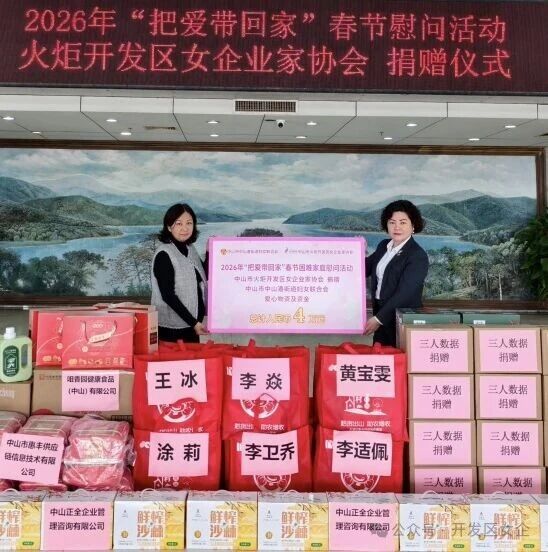 2026年“把爱带回家”春节慰问活动
火炬开发区女企业家协会 捐赠仪式
2026年“把爱带回家”春节困难家庭慰问活动
中山市火炬开发区女企业家协会 捐赠
中山市中山港街道妇女联合会
爱心物资及资金
总计人民币4万元
咀香园健康食品
（中山）有限公司
王冰
李焱
黄宝雯
涂莉
李卫乔
李适佩
中山市惠丰供应
链信息技术有限
公司
三人数据
捐赠
三人数据
捐赠
三人数据
捐赠
三人数据
捐赠
三人数据
捐赠
三人数据
捐赠
三人数据
捐赠
三人数据
捐赠
中山正全企业管
理咨询有限公司
鲜榨
沙棘
鲜榨
沙棘
鲜榨
沙棘
中山正全企业管
理咨询有限公司
鲜榨
沙棘
公众号·开发区女企